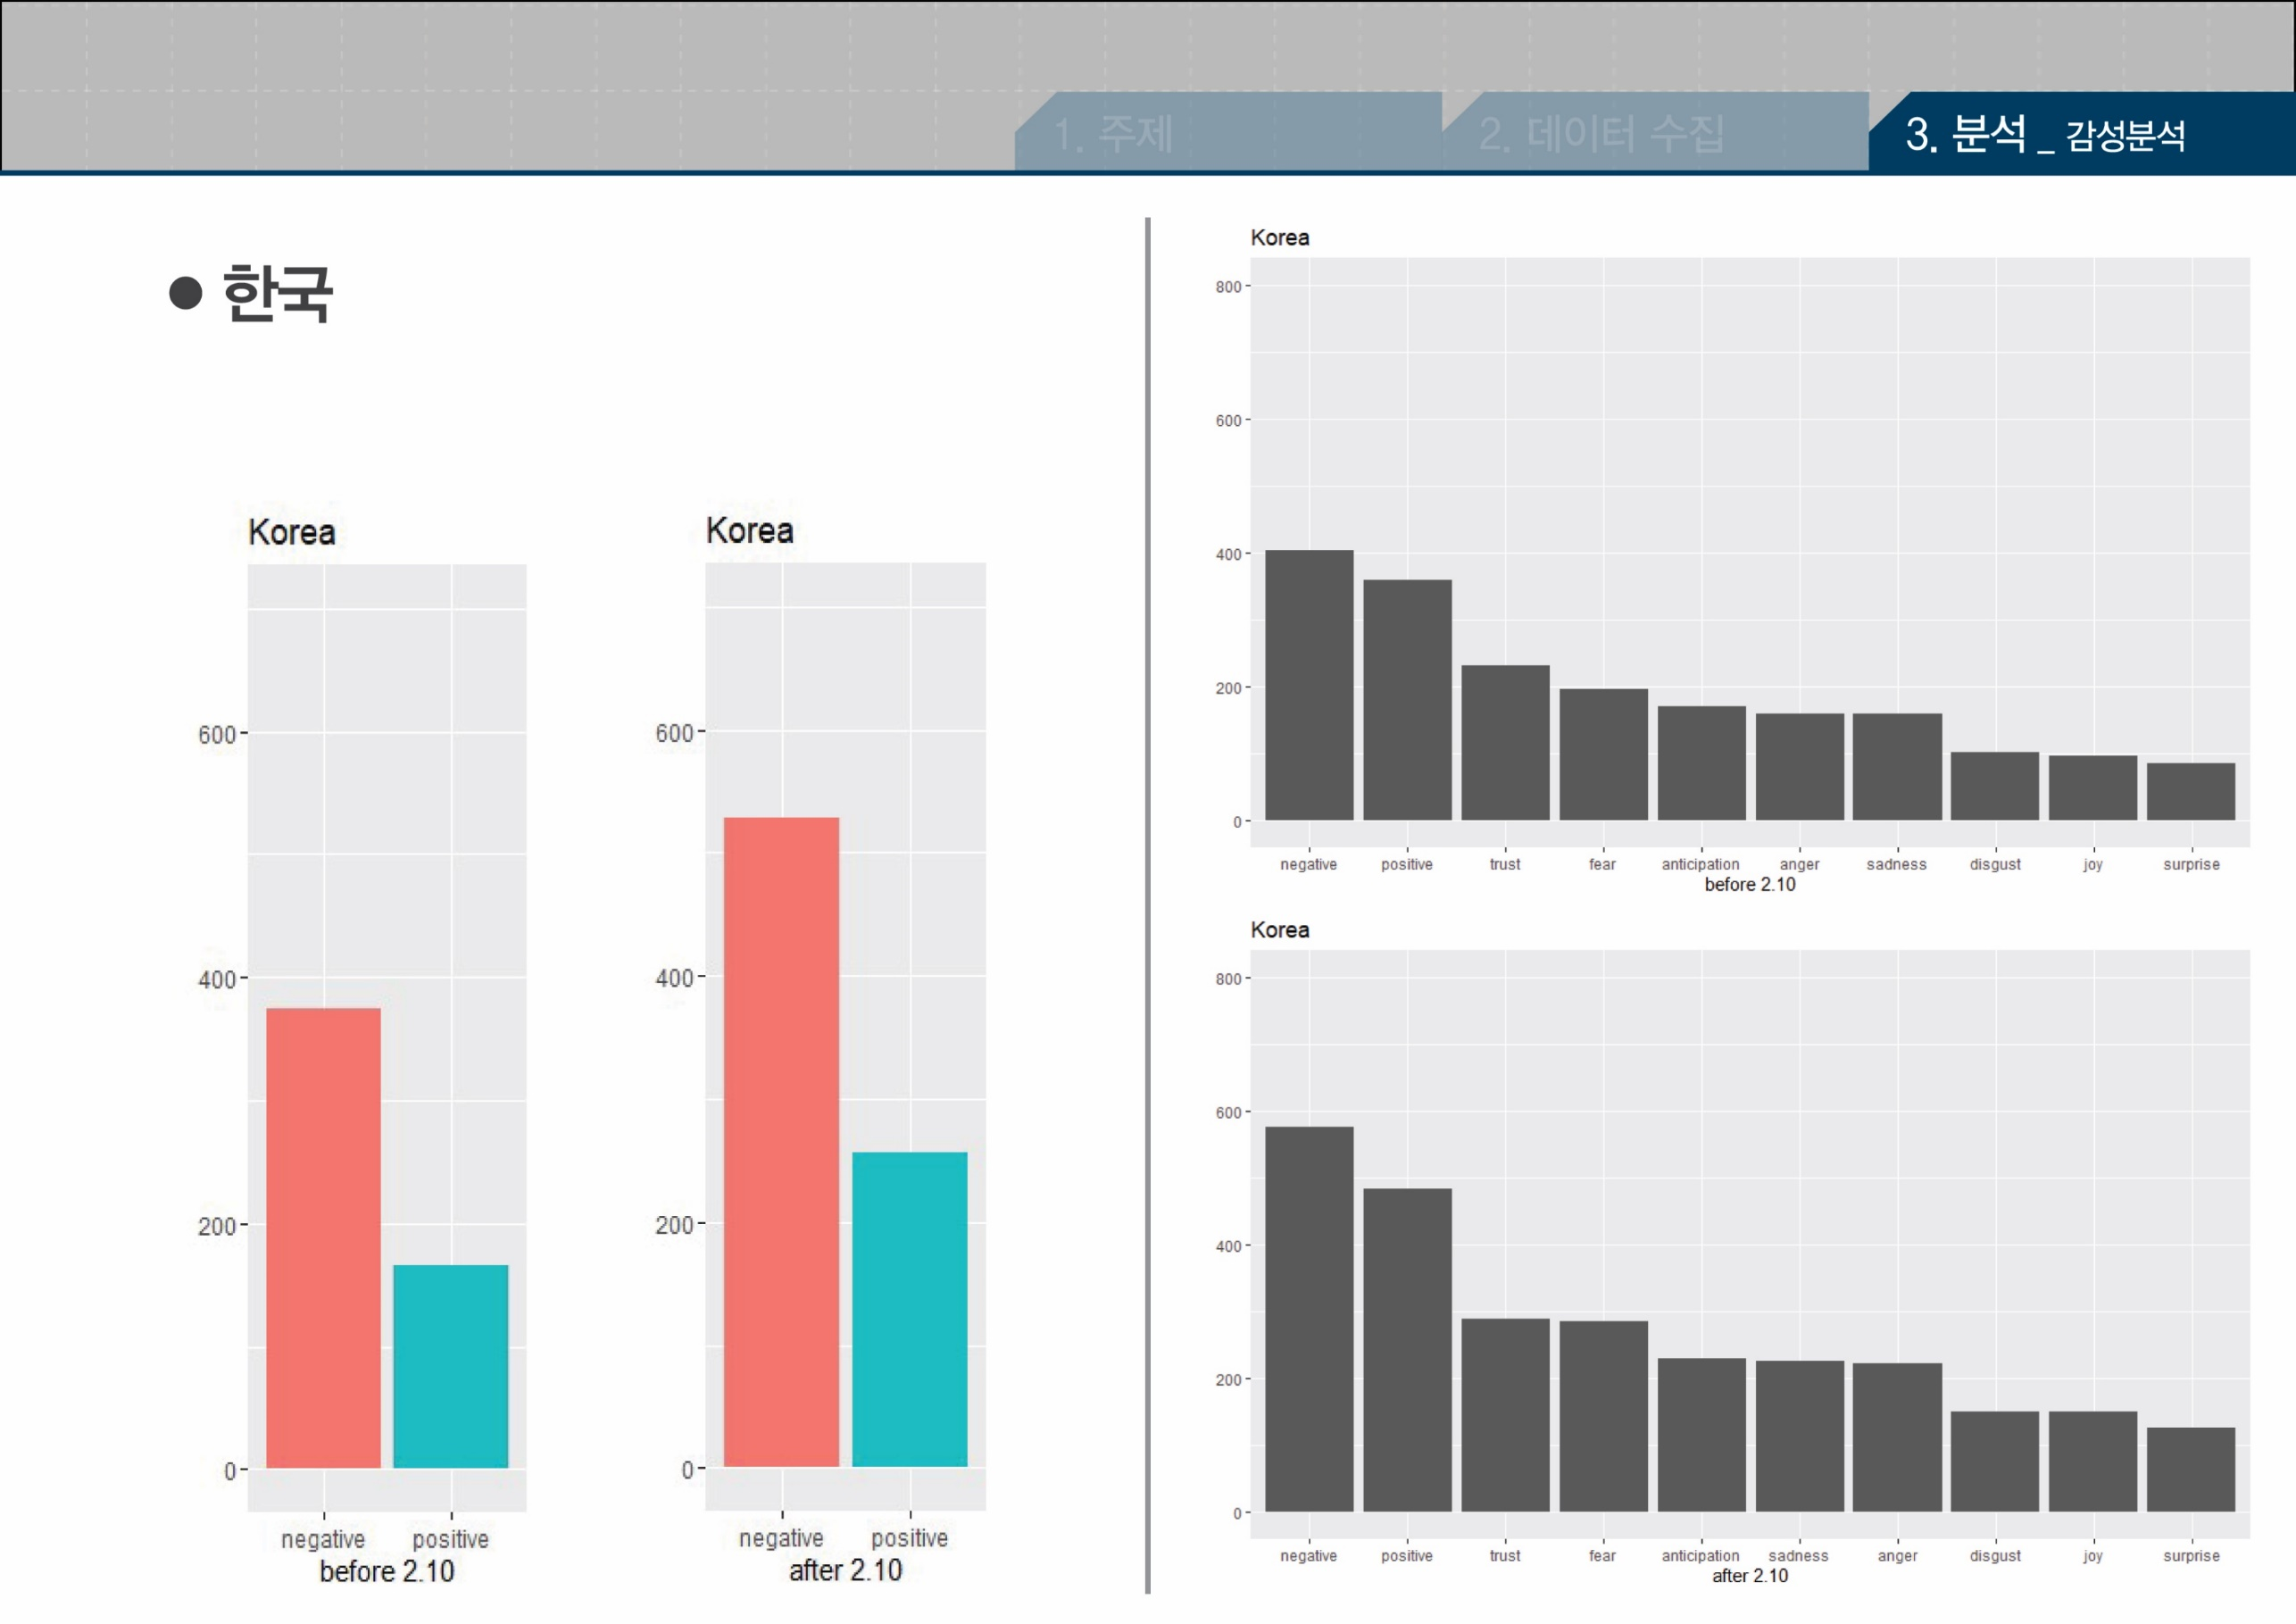 1. 주제
2. 데이터 수집
3. 분석 _ 감성분석
● 한국
Korea
600
400
200
0
negative positive
before 2.10
Korea
600
400
200
0
negative positive
after 2.10
Korea
800
600
400
200
0
negative positive trust fear anticipation anger sadness disgust joy surprise
before 2.10
Korea
800
600
400
200
0
negative positive trust fear anticipation sadness anger disgust joy surprise
after 2.10